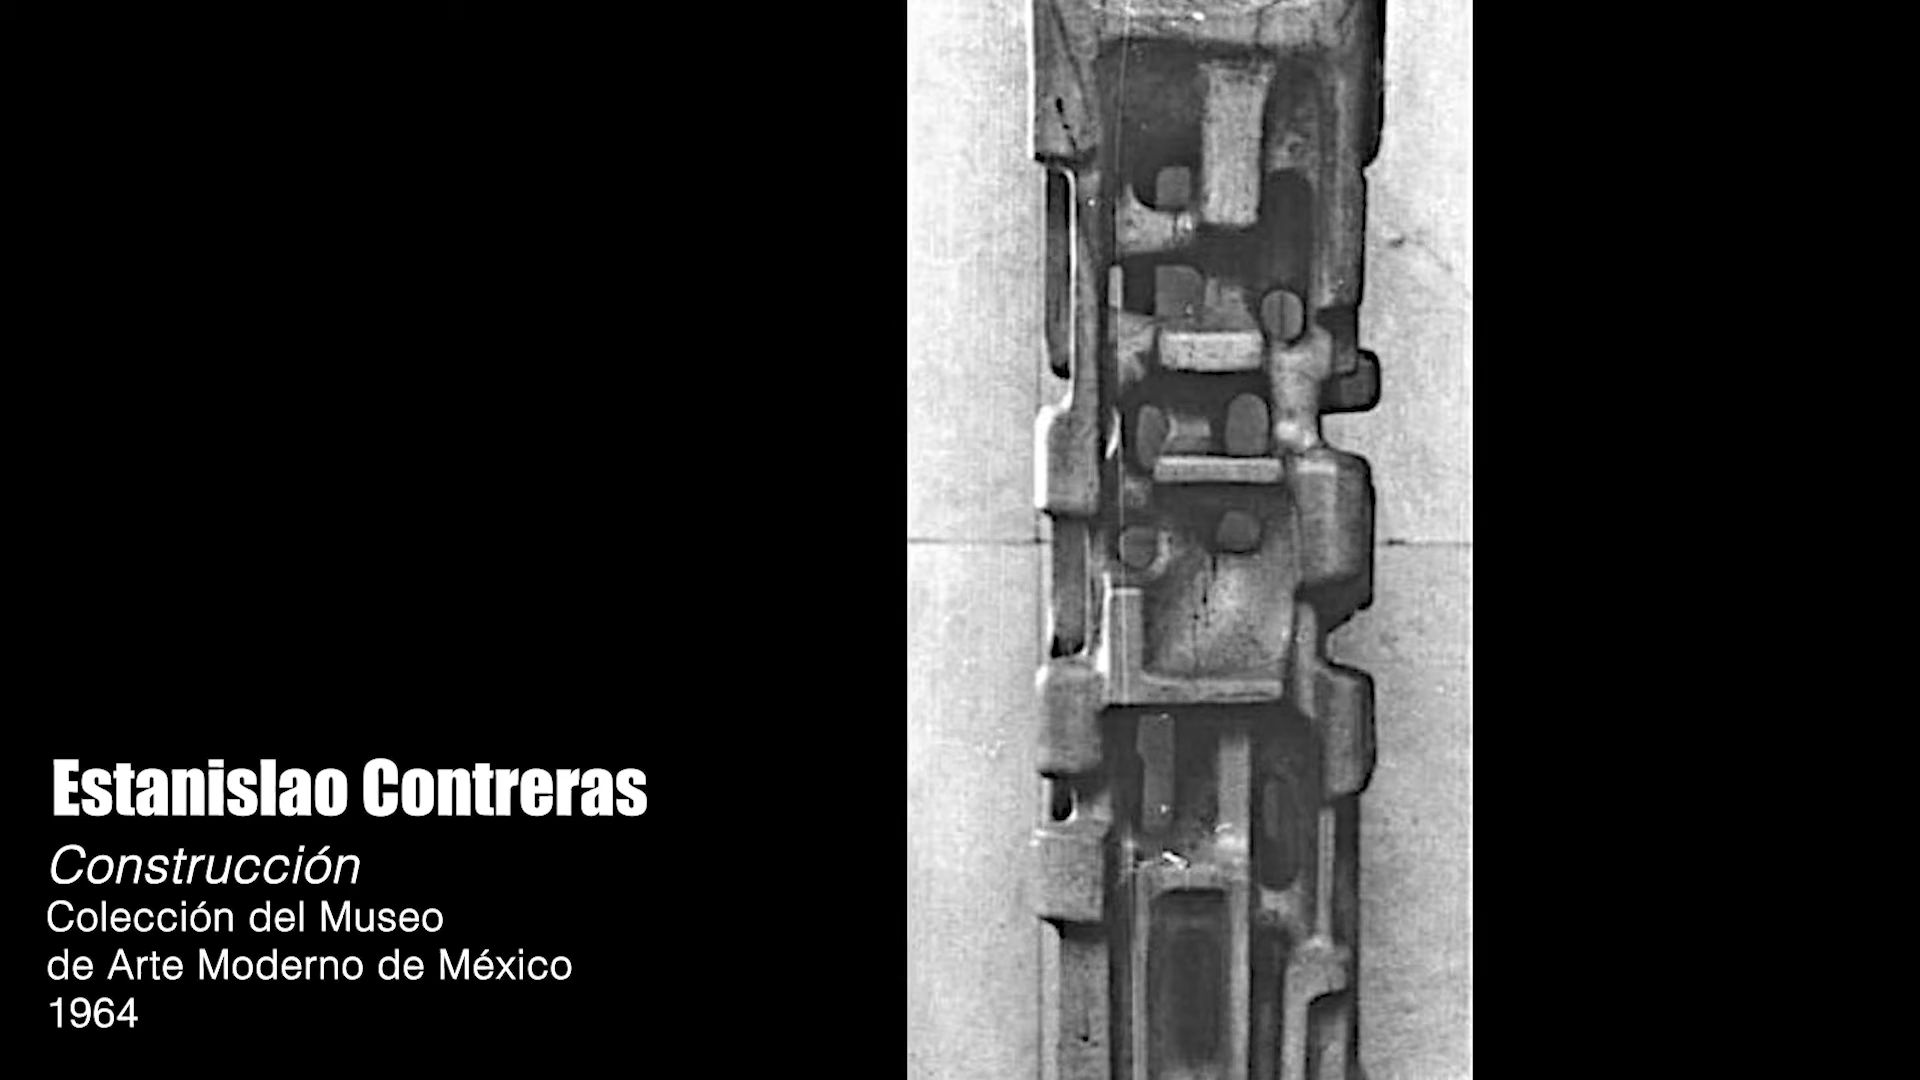 Estanislao Contreras
Construcción
Colección del Museo
de Arte Moderno de México
1964